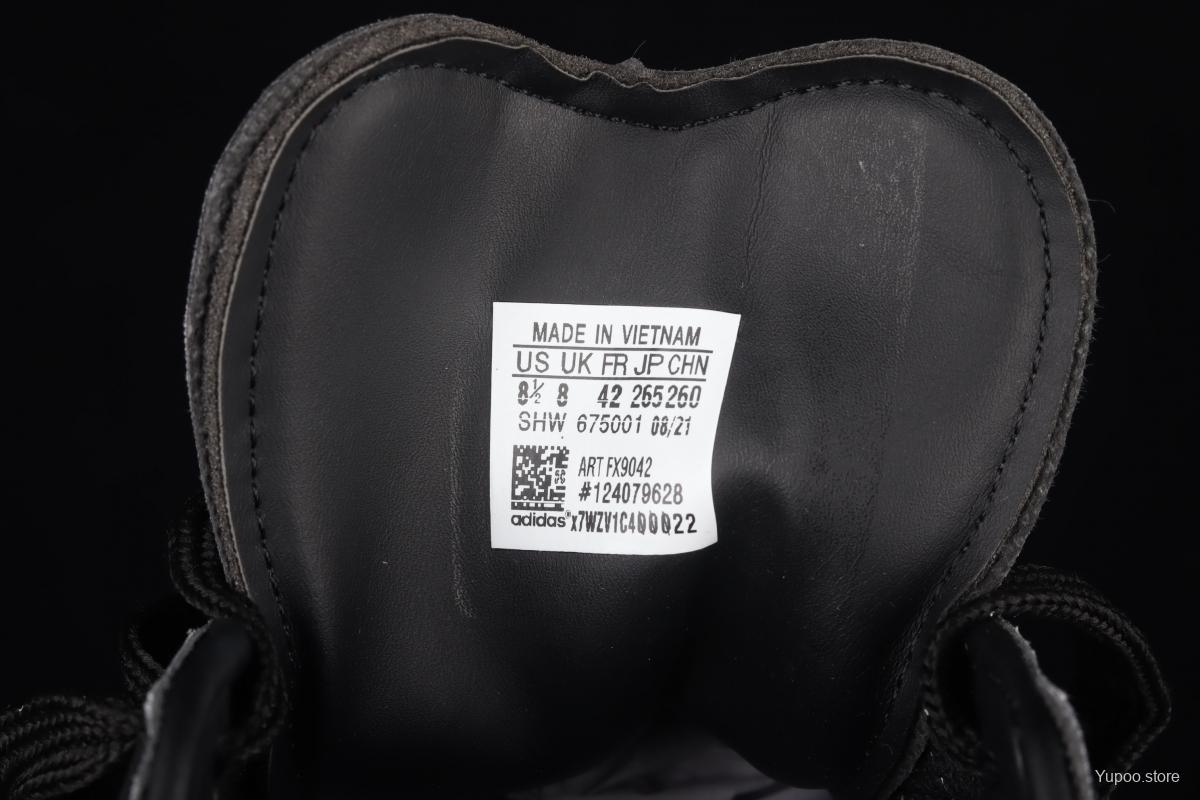 MADE IN VIETNAM
US UK FR JP CHN
8½ 8 42 265 260
SHW 675001 08/21
ART FX9042
#124079628
adidas® x7WZV1C400022
Yupoo.store